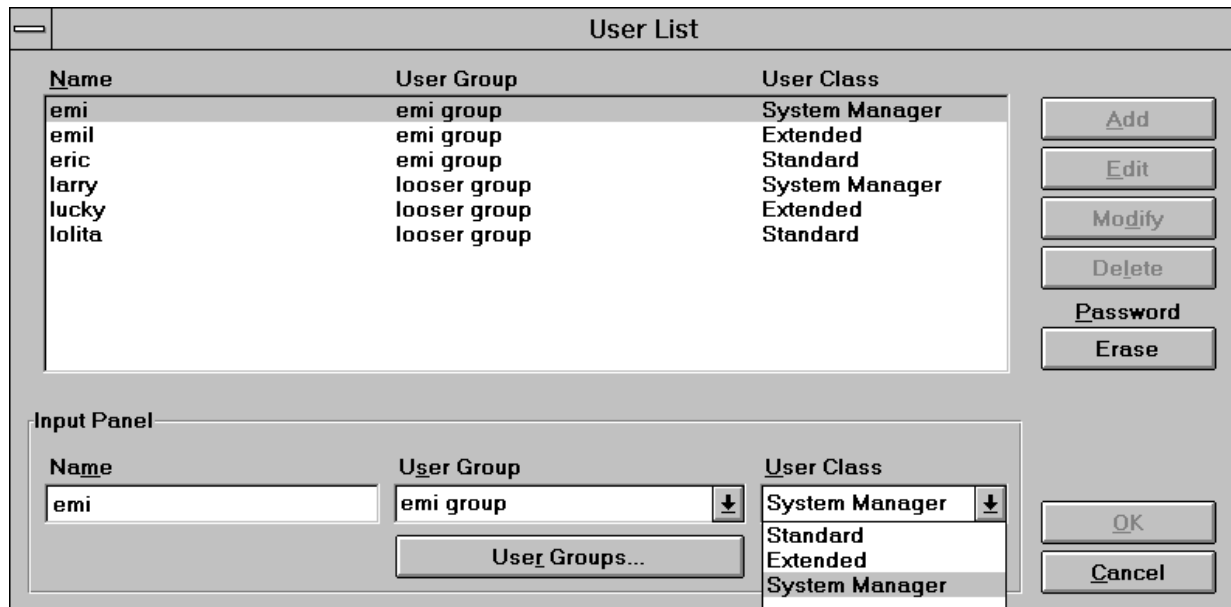 User List
Name User Group User Class
emi emi group System Manager
emil emi group Extended
eric emi group Standard
larry looser group System Manager
lucky looser group Extended
lolita looser group Standard
Add
Edit
Modify
Delete
Password
Erase
Input Panel
Name User Group User Class
emi emi group System Manager
Standard
Extended
System Manager
User Groups...
OK
Cancel